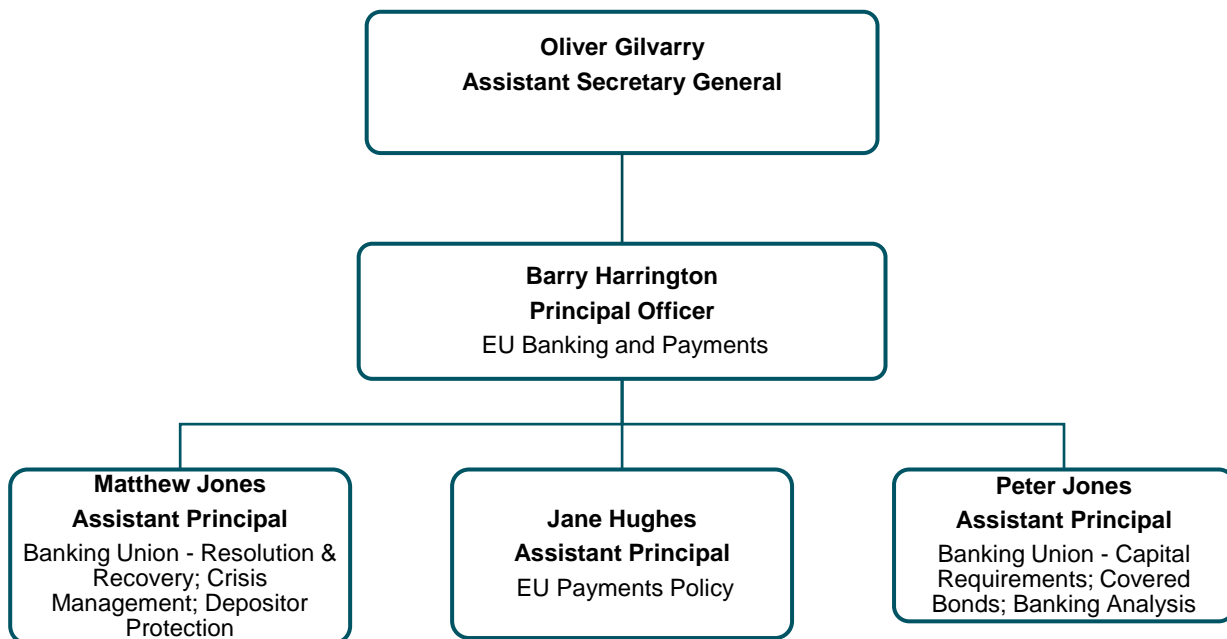 Oliver Gilvarry
Assistant Secretary General
Barry Harrington
Principal Officer
EU Banking and Payments
Matthew Jones
Assistant Principal
Banking Union - Resolution &
Recovery; Crisis
Management; Depositor
Protection
Jane Hughes
Assistant Principal
EU Payments Policy
Peter Jones
Assistant Principal
Banking Union - Capital
Requirements; Covered
Bonds; Banking Analysis